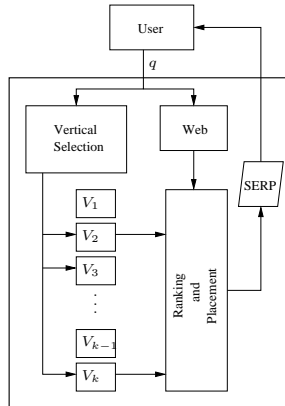 User
q
Vertical
Selection
Web
SERP
V1
V2
V3
⋮
Vk−1
Vk
Ranking
and
Placement